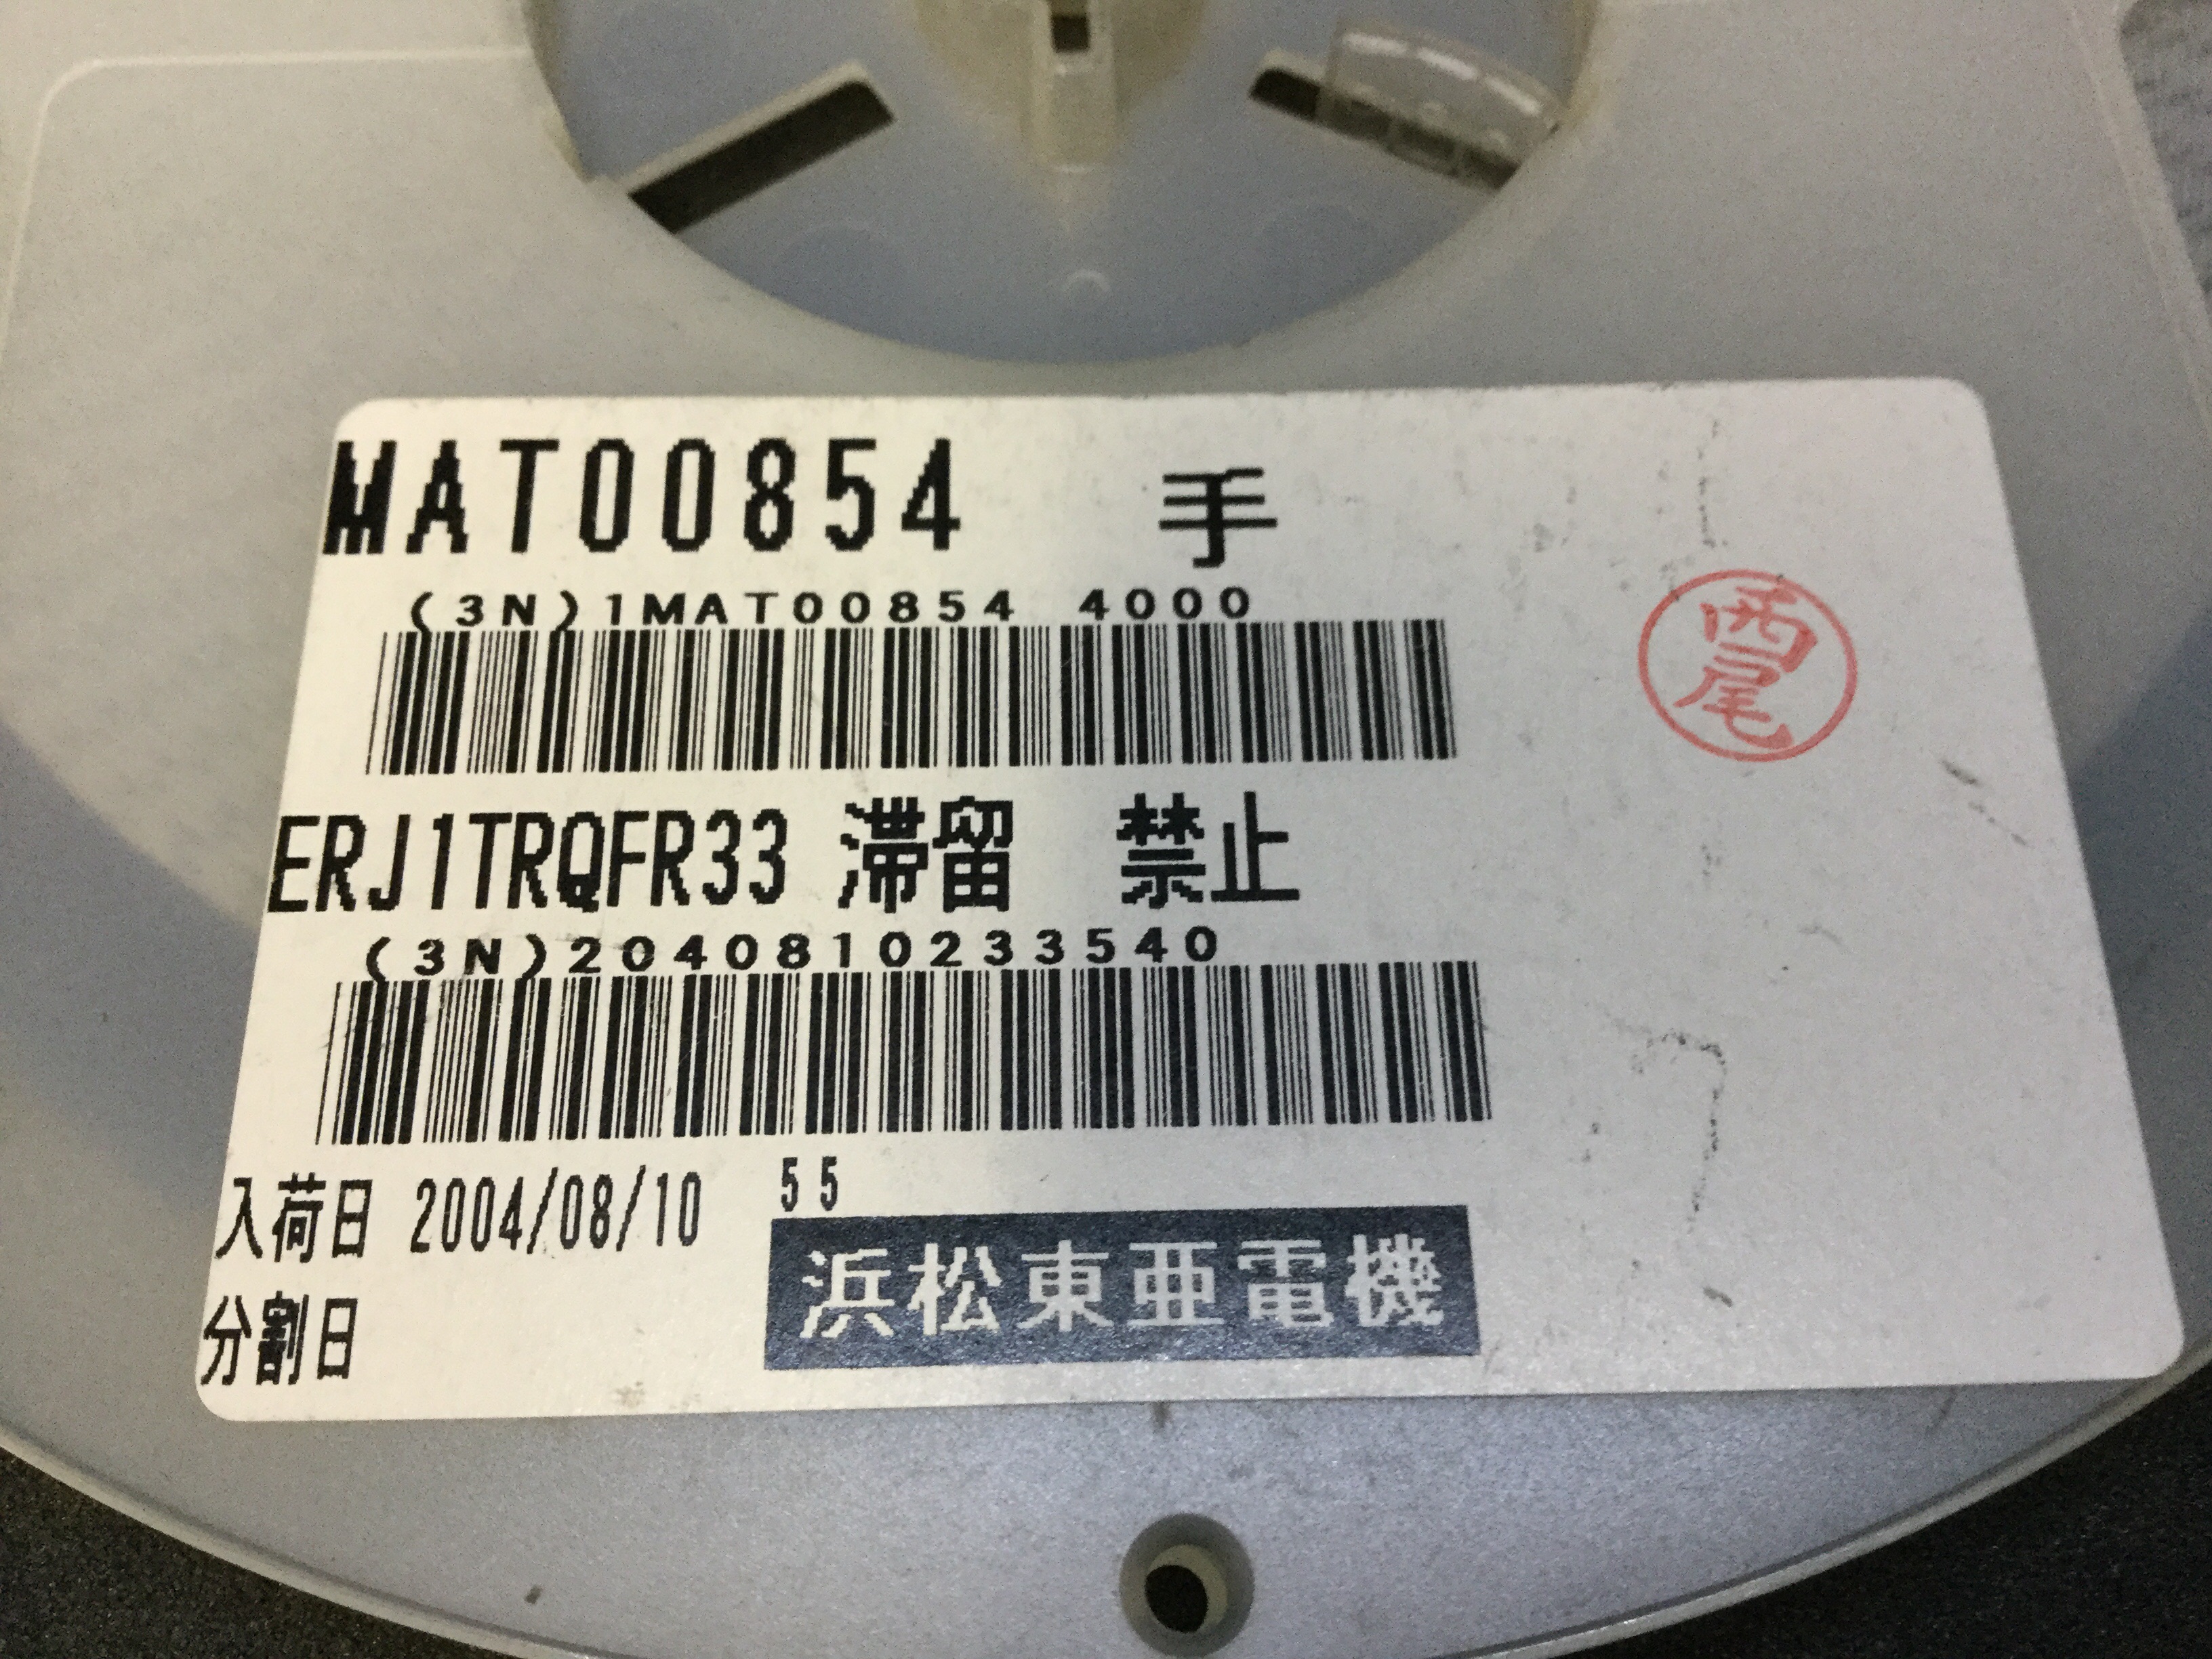 MAT00854 手
(3N)1MAT00854 4000
西尾
ERJ1TRQFR33 滞留 禁止
(3N)2040810233540
入荷日 2004/08/10 55
浜松東亜電機
分割日